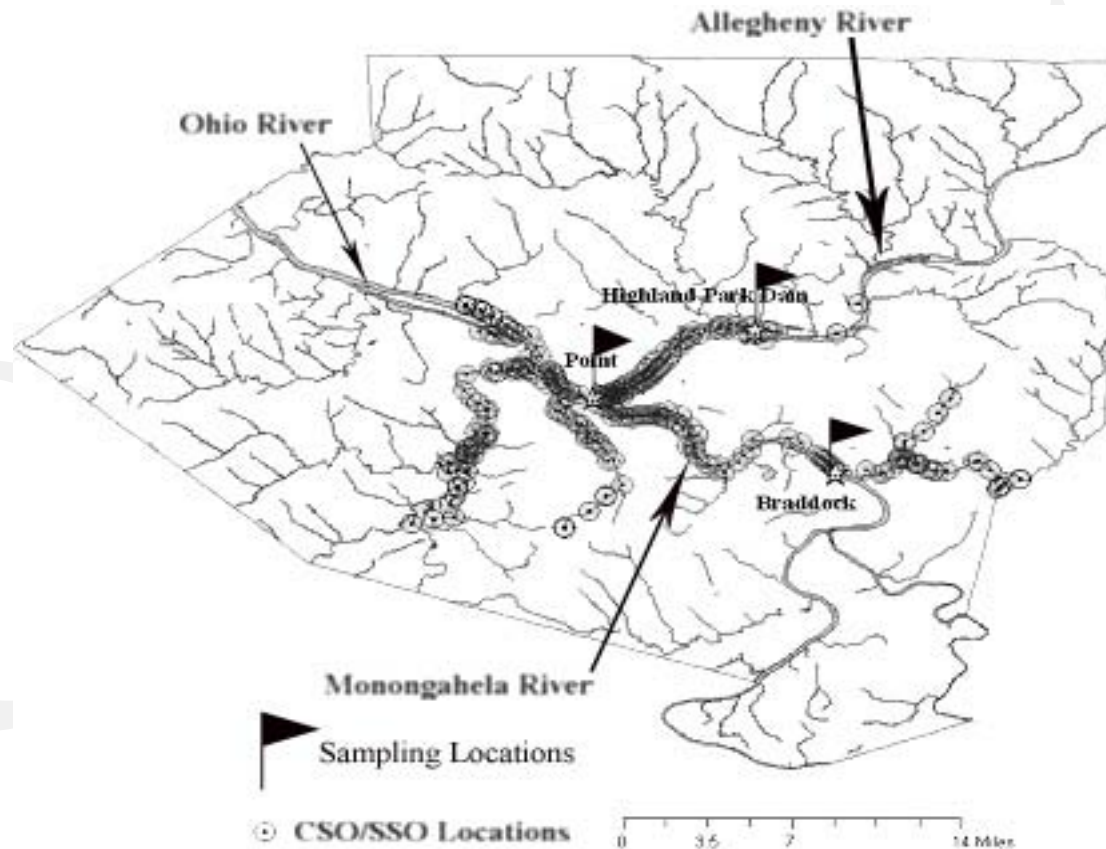 Allegheny River
Ohio River
Highland Park Dam
Point
Braddock
Monongahela River
Sampling Locations
CSO/SSO Locations
0 3.5 7 14 Miles